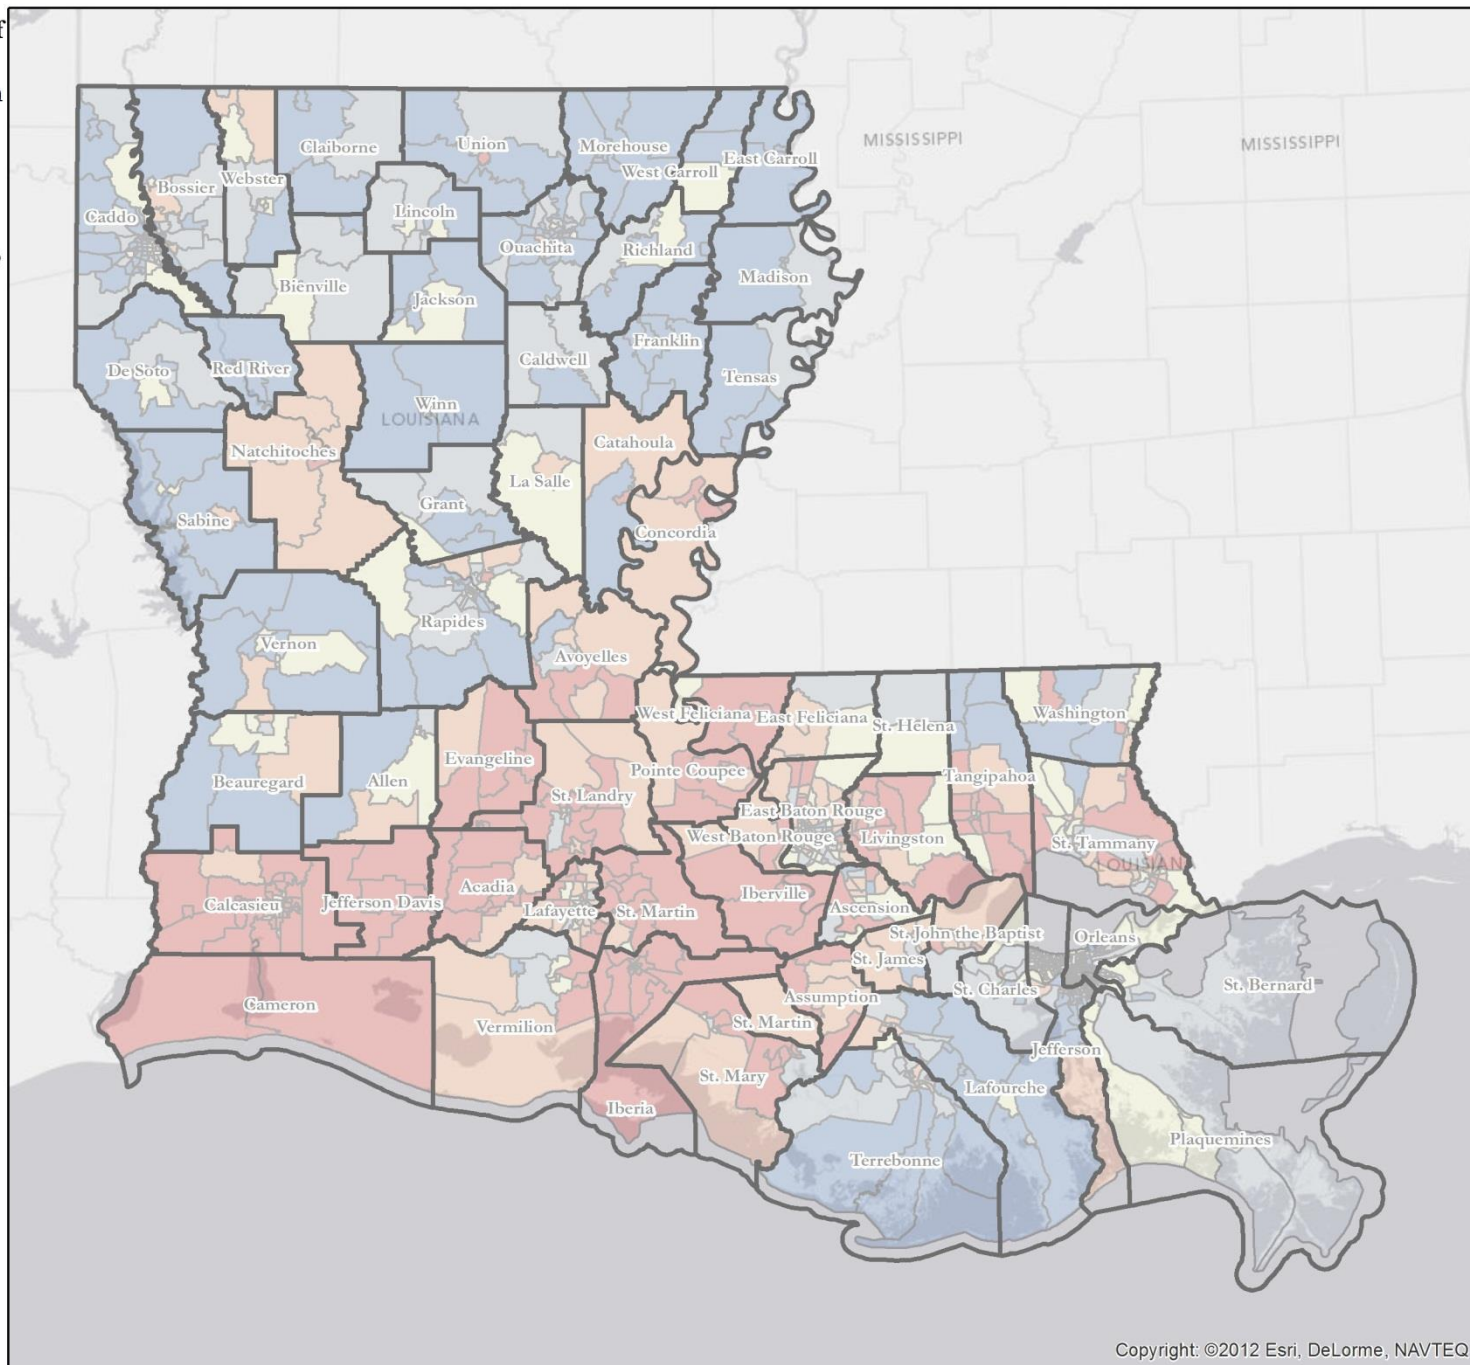 f
MISSISSIPPI
MISSISSIPPI
Claiborne
Union
Morehouse
West Carroll
East Carroll
Webster
Bossier
Caddo
Lincoln
Ouachita
Richland
Madison
Bienville
Jackson
Franklin
Caldwell
De Soto
Red River
Tensas
Winn
LOUISIANA
Natchitoches
Catahoula
La Salle
Grant
Sabine
Concordia
Rapides
Vernon
Avoyelles
West Feliciana
East Feliciana
St. Helena
Washington
Evangeline
Pointe Coupee
Tangipahoa
Beauregard
Allen
St. Landry
East Baton Rouge
West Baton Rouge
Livingston
St. Tammany
LOUISIANA
Acadia
Iberville
Calcasieu
Jefferson Davis
Lafayette
St. Martin
Ascension
St. John the Baptist
Orleans
St. James
St. Charles
St. Bernard
Cameron
Assumption
Vermilion
St. Martin
Jefferson
St. Mary
Lafourche
Iberia
Plaquemines
Terrebonne
Copyright: ©2012 Esri, DeLorme, NAVTEQ